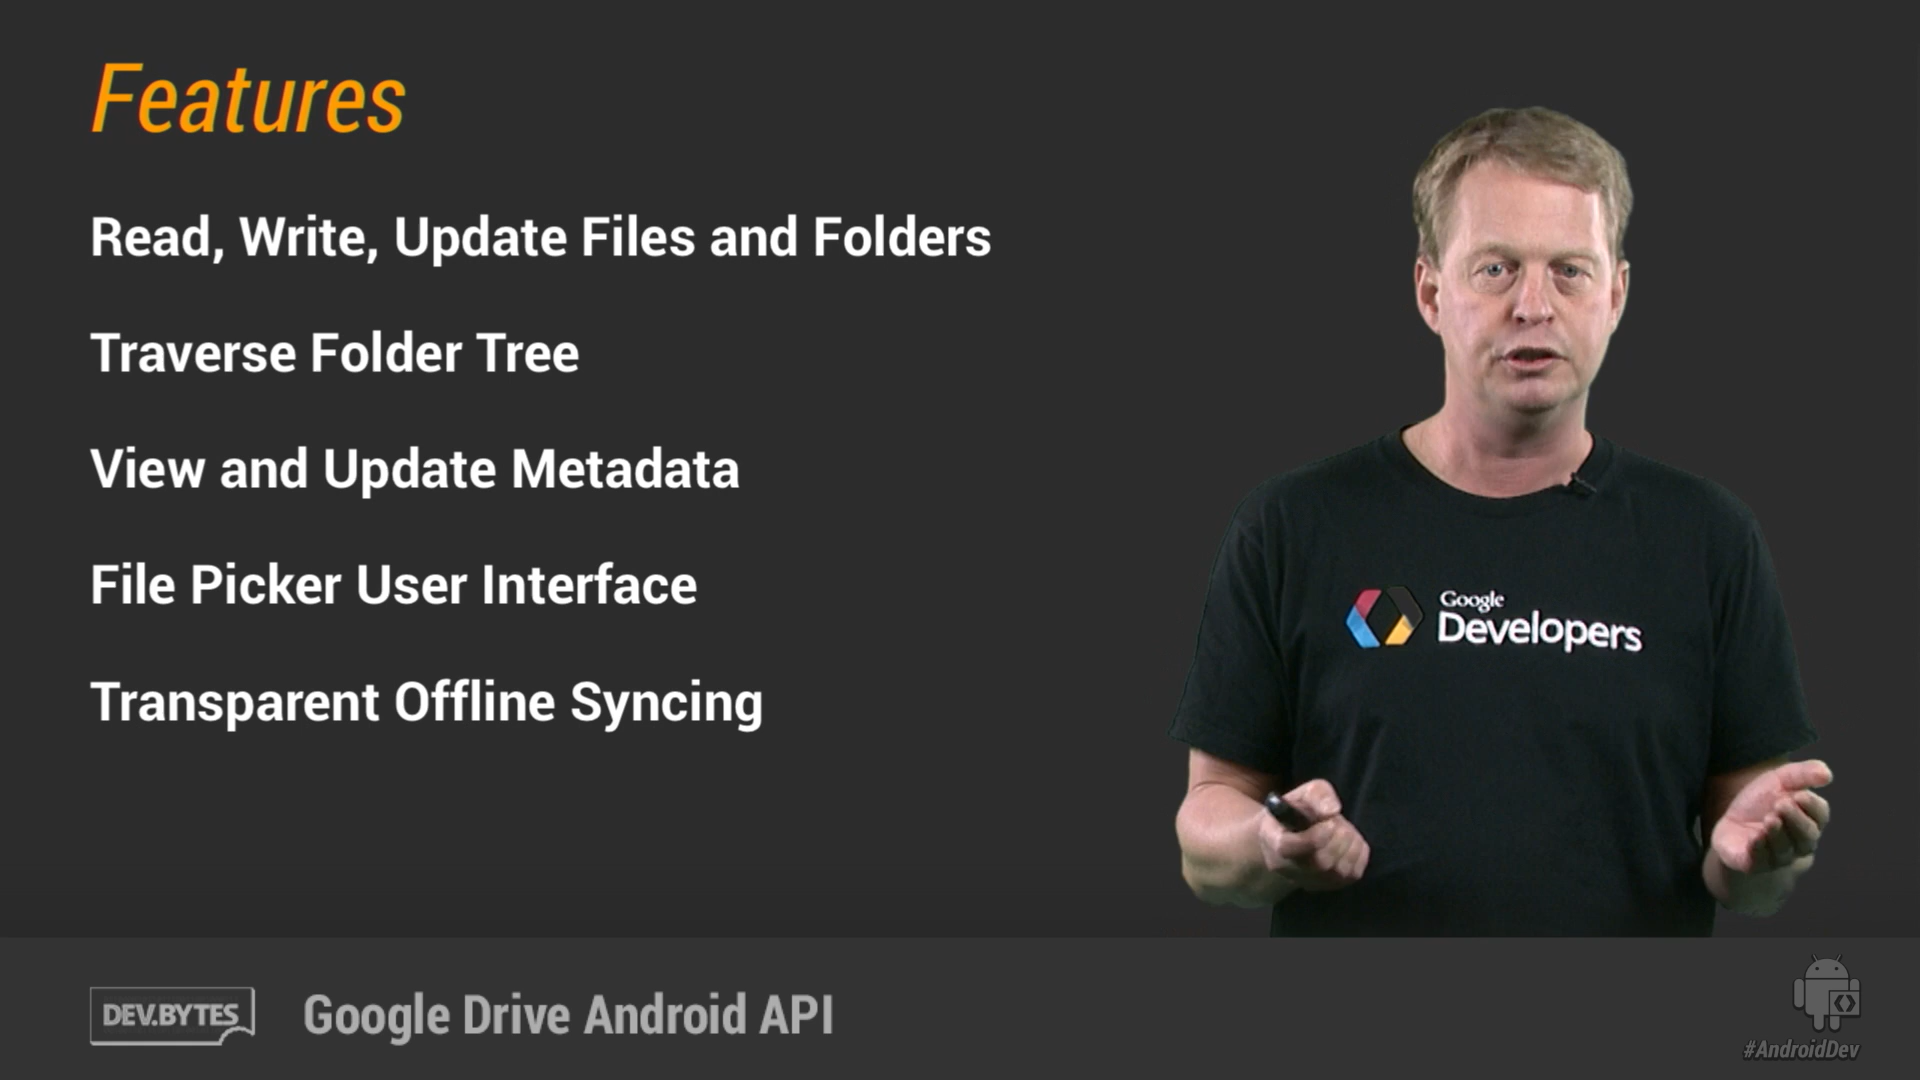 Features
Read, Write, Update Files and Folders
Traverse Folder Tree
View and Update Metadata
File Picker User Interface
Transparent Offline Syncing
Google
Developers
DEV.BYTES
Google Drive Android API
#AndroidDev